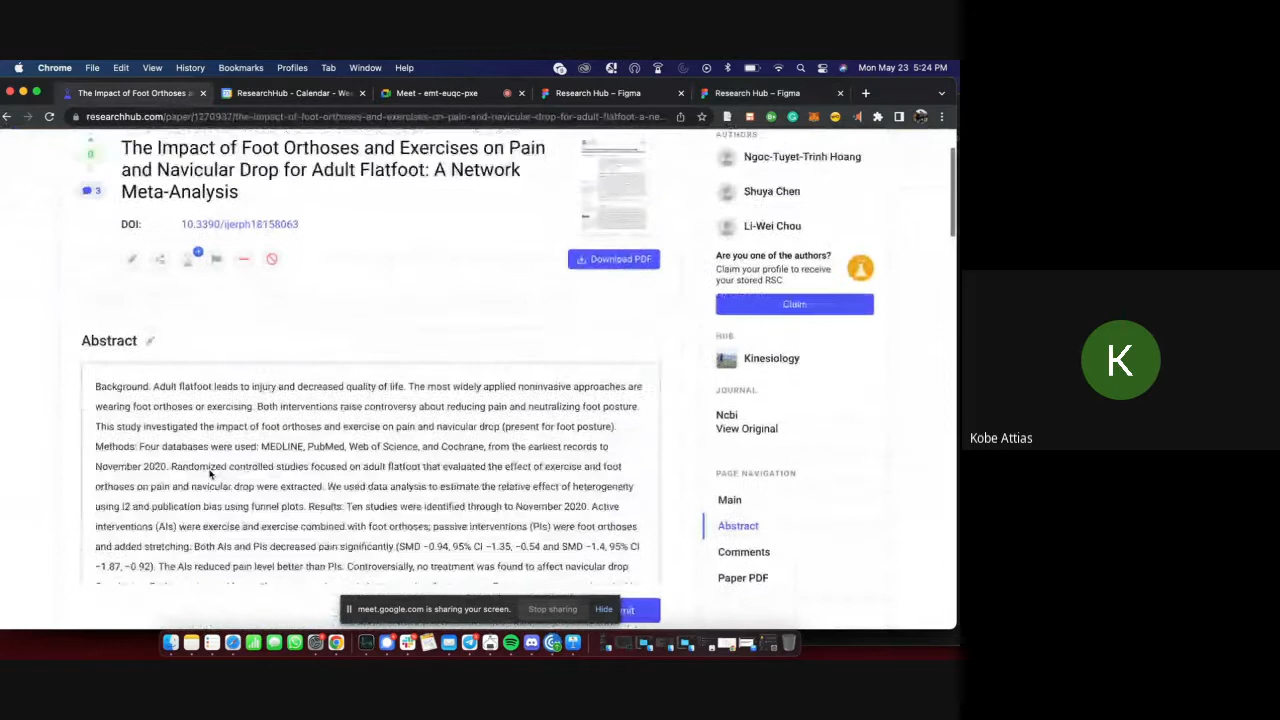 Chrome File Edit View History Bookmarks Profiles Tab Window Help Mon May 23 5:24 PM
The Impact of Foot Orthoses a ResearchHub – Calendar – We Meet – emt-euqc-pxe Research Hub – Figma Research Hub – Figma
researchhub.com/paper/1270937/the-impact-of-foot-orthoses-and-exercises-on-pain-and-navicular-drop-for-adult-flatfoot-a-ne...
0
3
The Impact of Foot Orthoses and Exercises on Pain
and Navicular Drop for Adult Flatfoot: A Network
Meta-Analysis
DOI: 10.3390/ijerph18158063
Download PDF
Abstract
Background. Adult flatfoot leads to injury and decreased quality of life. The most widely applied noninvasive approaches are
wearing foot orthoses or exercising. Both interventions raise controversy about reducing pain and neutralizing foot posture.
This study investigated the impact of foot orthoses and exercise on pain and navicular drop (present for foot posture).
Methods: Four databases were used: MEDLINE, PubMed, Web of Science, and Cochrane, from the earliest records to
November 2020. Randomized controlled studies focused on adult flatfoot that evaluated the effect of exercise and foot
orthoses on pain and navicular drop were extracted. We used data analysis to estimate the relative effect of heterogeneity
using I2 and publication bias using funnel plots. Results: Ten studies were identified through to November 2020. Active
interventions (AIs) were exercise and exercise combined with foot orthoses; passive interventions (PIs) were foot orthoses
and added stretching. Both AIs and PIs decreased pain significantly (SMD −0.94, 95% CI −1.35, −0.54 and SMD −1.4, 95% CI
−1.87, −0.92). The AIs reduced pain level better than PIs. Controversially, no treatment was found to affect navicular drop
AUTHORS
Ngoc-Tuyet-Trinh Hoang
Shuya Chen
Li-Wei Chou
Are you one of the authors?
Claim your profile to receive
your stored RSC
Claim
HUB
Kinesiology
JOURNAL
Ncbi
View Original
PAGE NAVIGATION
Main
Abstract
Comments
Paper PDF
meet.google.com is sharing your screen. Stop sharing Hide
mit
K
Kobe Attias